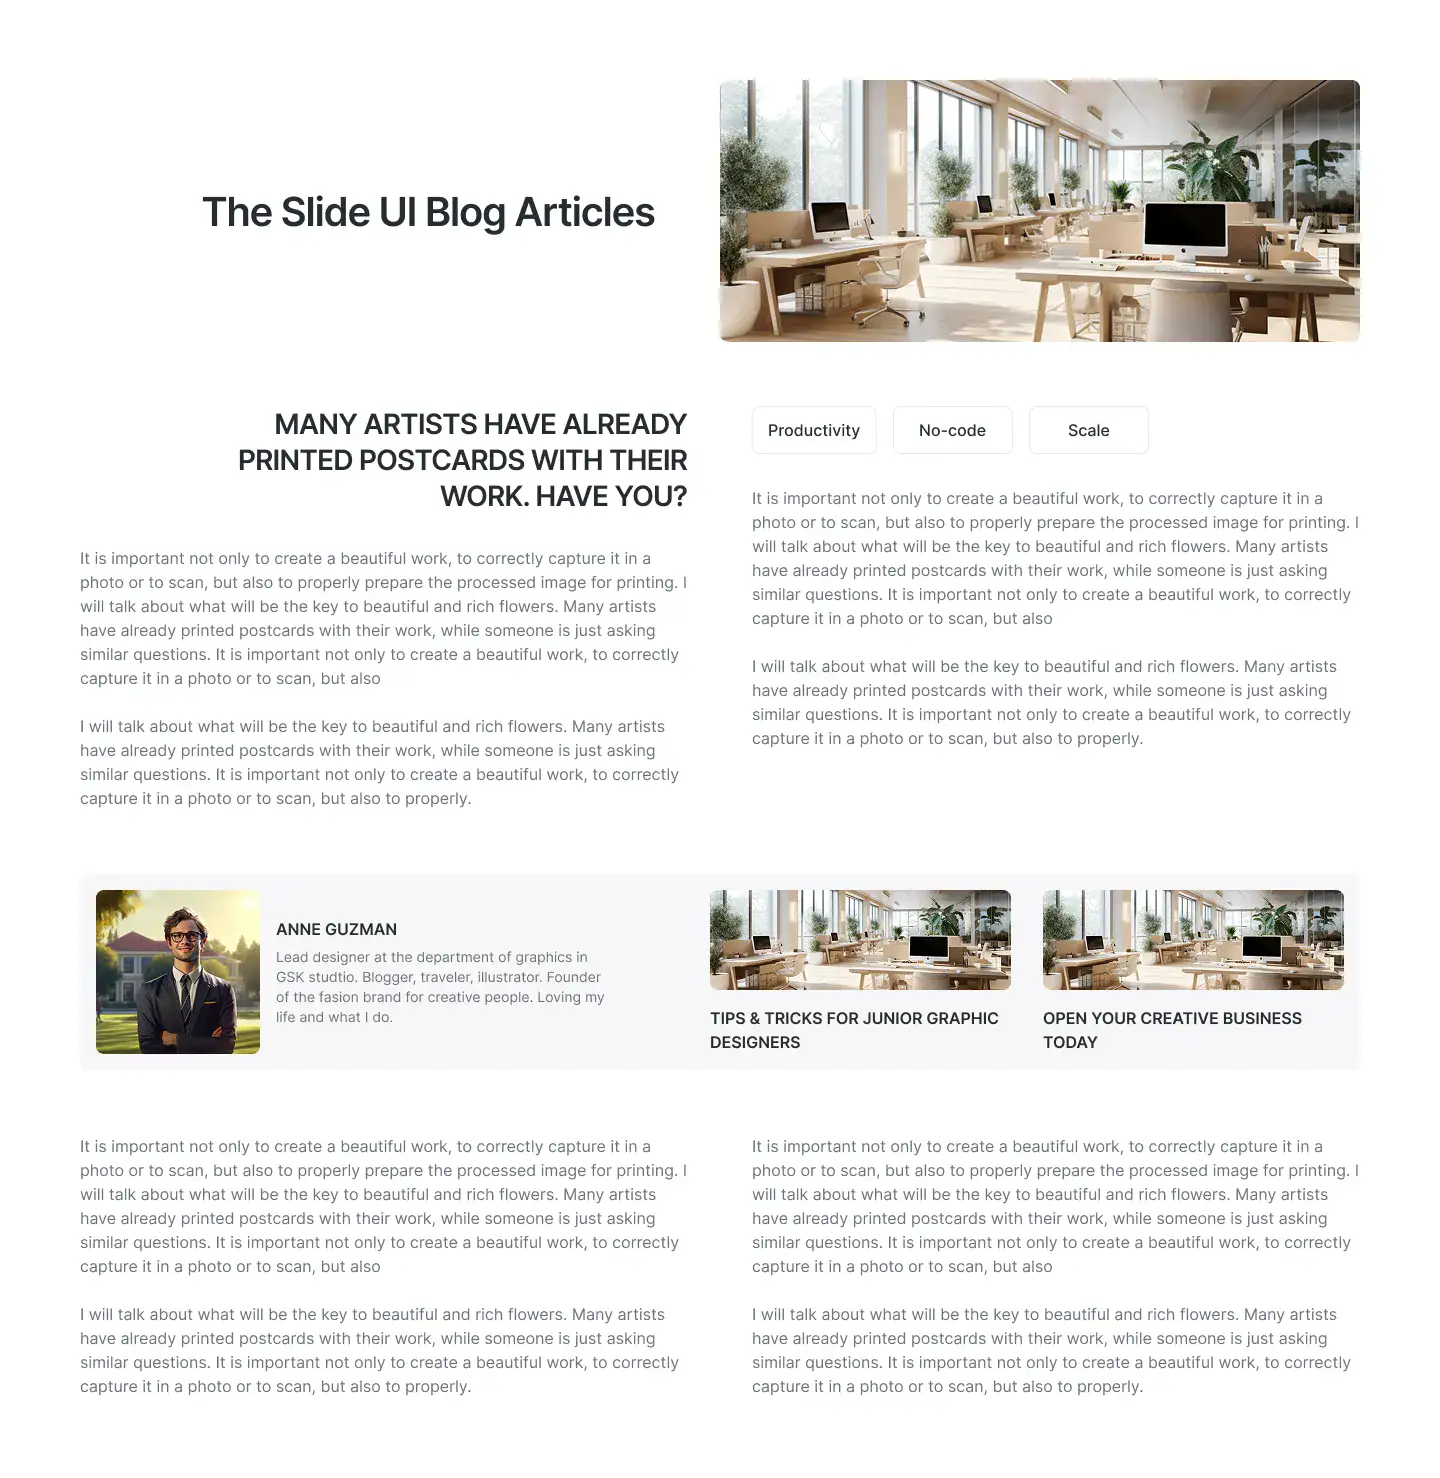 The Slide UI Blog Articles
MANY ARTISTS HAVE ALREADY
PRINTED POSTCARDS WITH THEIR
WORK. HAVE YOU?
It is important not only to create a beautiful work, to correctly capture it in a
photo or to scan, but also to properly prepare the processed image for printing. I
will talk about what will be the key to beautiful and rich flowers. Many artists
have already printed postcards with their work, while someone is just asking
similar questions. It is important not only to create a beautiful work, to correctly
capture it in a photo or to scan, but also
I will talk about what will be the key to beautiful and rich flowers. Many artists
have already printed postcards with their work, while someone is just asking
similar questions. It is important not only to create a beautiful work, to correctly
capture it in a photo or to scan, but also to properly.
Productivity
No-code
Scale
It is important not only to create a beautiful work, to correctly capture it in a
photo or to scan, but also to properly prepare the processed image for printing. I
will talk about what will be the key to beautiful and rich flowers. Many artists
have already printed postcards with their work, while someone is just asking
similar questions. It is important not only to create a beautiful work, to correctly
capture it in a photo or to scan, but also
I will talk about what will be the key to beautiful and rich flowers. Many artists
have already printed postcards with their work, while someone is just asking
similar questions. It is important not only to create a beautiful work, to correctly
capture it in a photo or to scan, but also to properly.
ANNE GUZMAN
Lead designer at the department of graphics in
GSK studtio. Blogger, traveler, illustrator. Founder
of the fasion brand for creative people. Loving my
life and what I do.
TIPS & TRICKS FOR JUNIOR GRAPHIC
DESIGNERS
OPEN YOUR CREATIVE BUSINESS
TODAY
It is important not only to create a beautiful work, to correctly capture it in a
photo or to scan, but also to properly prepare the processed image for printing. I
will talk about what will be the key to beautiful and rich flowers. Many artists
have already printed postcards with their work, while someone is just asking
similar questions. It is important not only to create a beautiful work, to correctly
capture it in a photo or to scan, but also
I will talk about what will be the key to beautiful and rich flowers. Many artists
have already printed postcards with their work, while someone is just asking
similar questions. It is important not only to create a beautiful work, to correctly
capture it in a photo or to scan, but also to properly.
It is important not only to create a beautiful work, to correctly capture it in a
photo or to scan, but also to properly prepare the processed image for printing. I
will talk about what will be the key to beautiful and rich flowers. Many artists
have already printed postcards with their work, while someone is just asking
similar questions. It is important not only to create a beautiful work, to correctly
capture it in a photo or to scan, but also
I will talk about what will be the key to beautiful and rich flowers. Many artists
have already printed postcards with their work, while someone is just asking
similar questions. It is important not only to create a beautiful work, to correctly
capture it in a photo or to scan, but also to properly.